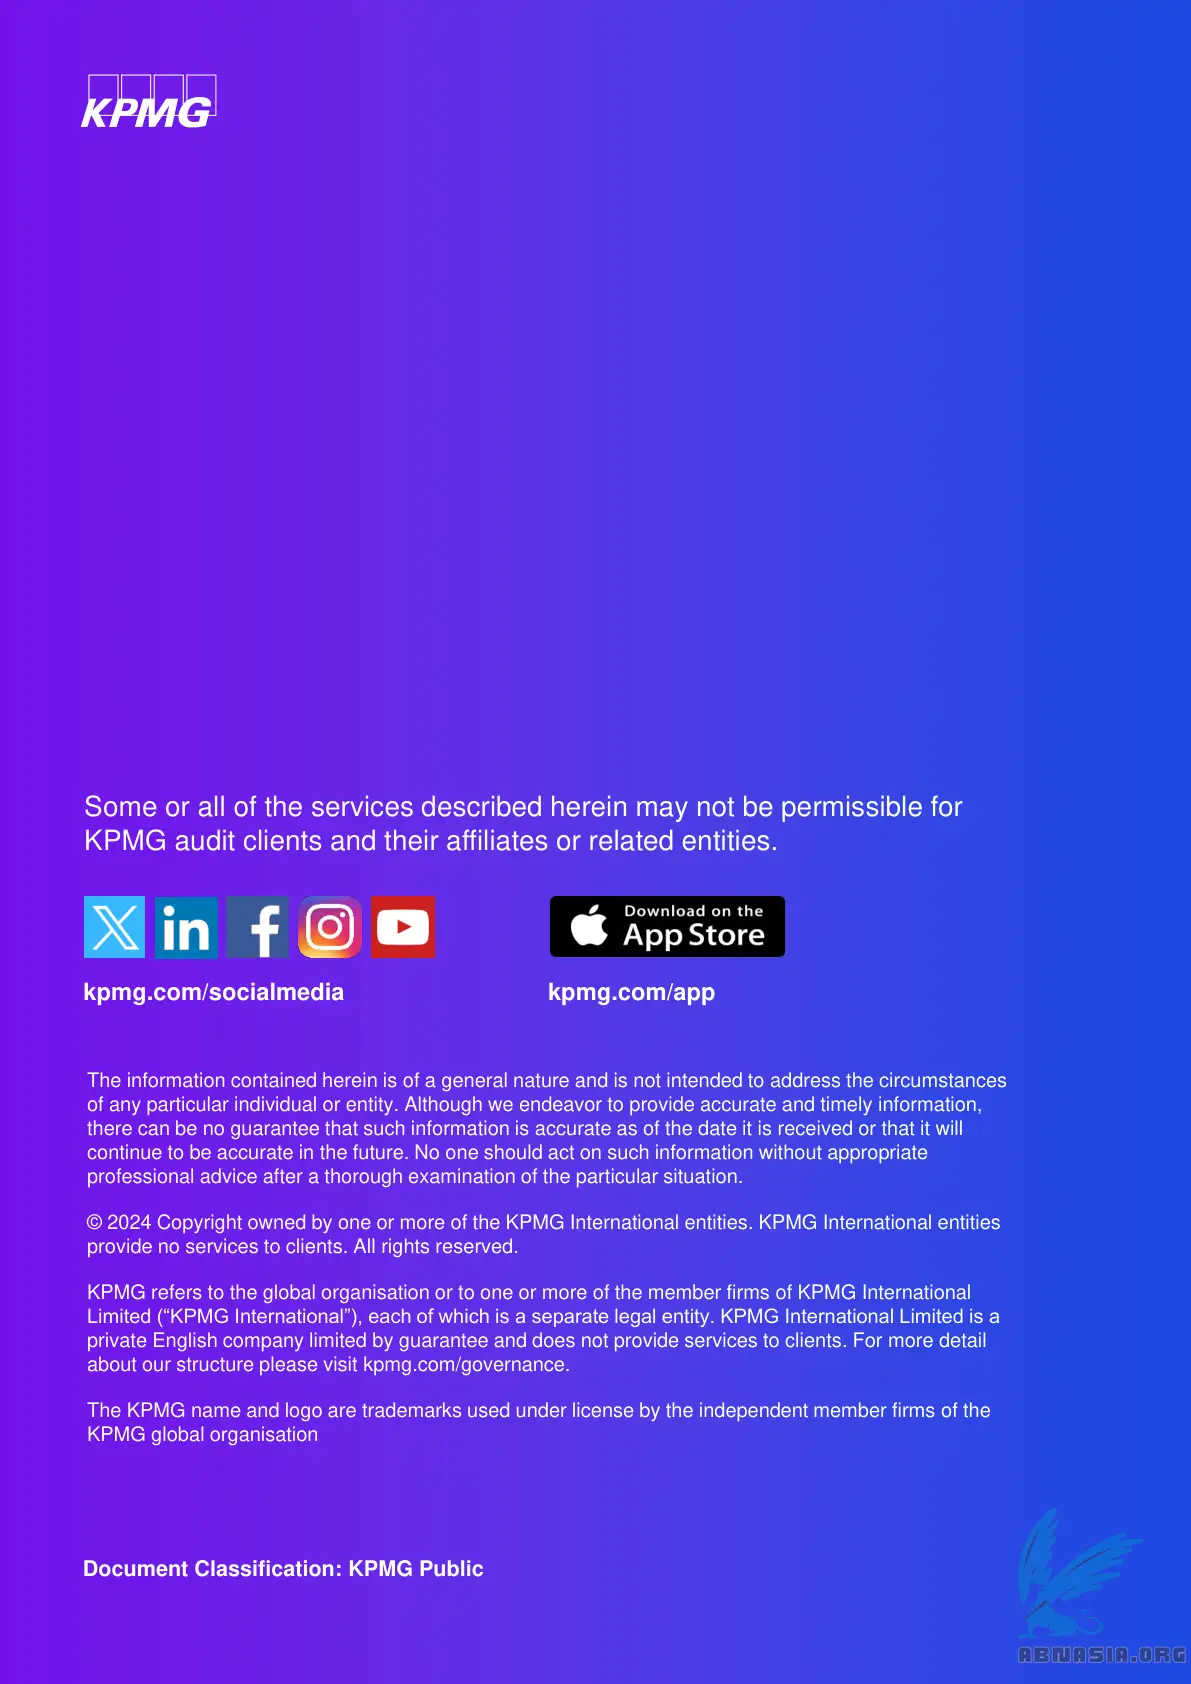 KPMG
Some or all of the services described herein may not be permissible for
KPMG audit clients and their affiliates or related entities.
Download on the
App Store
kpmg.com/socialmedia
kpmg.com/app
The information contained herein is of a general nature and is not intended to address the circumstances
of any particular individual or entity. Although we endeavor to provide accurate and timely information,
there can be no guarantee that such information is accurate as of the date it is received or that it will
continue to be accurate in the future. No one should act on such information without appropriate
professional advice after a thorough examination of the particular situation.
© 2024 Copyright owned by one or more of the KPMG International entities. KPMG International entities
provide no services to clients. All rights reserved.
KPMG refers to the global organisation or to one or more of the member firms of KPMG International
Limited (“KPMG International”), each of which is a separate legal entity. KPMG International Limited is a
private English company limited by guarantee and does not provide services to clients. For more detail
about our structure please visit kpmg.com/governance.
The KPMG name and logo are trademarks used under license by the independent member firms of the
KPMG global organisation
Document Classification: KPMG Public
ABNASIA.ORG